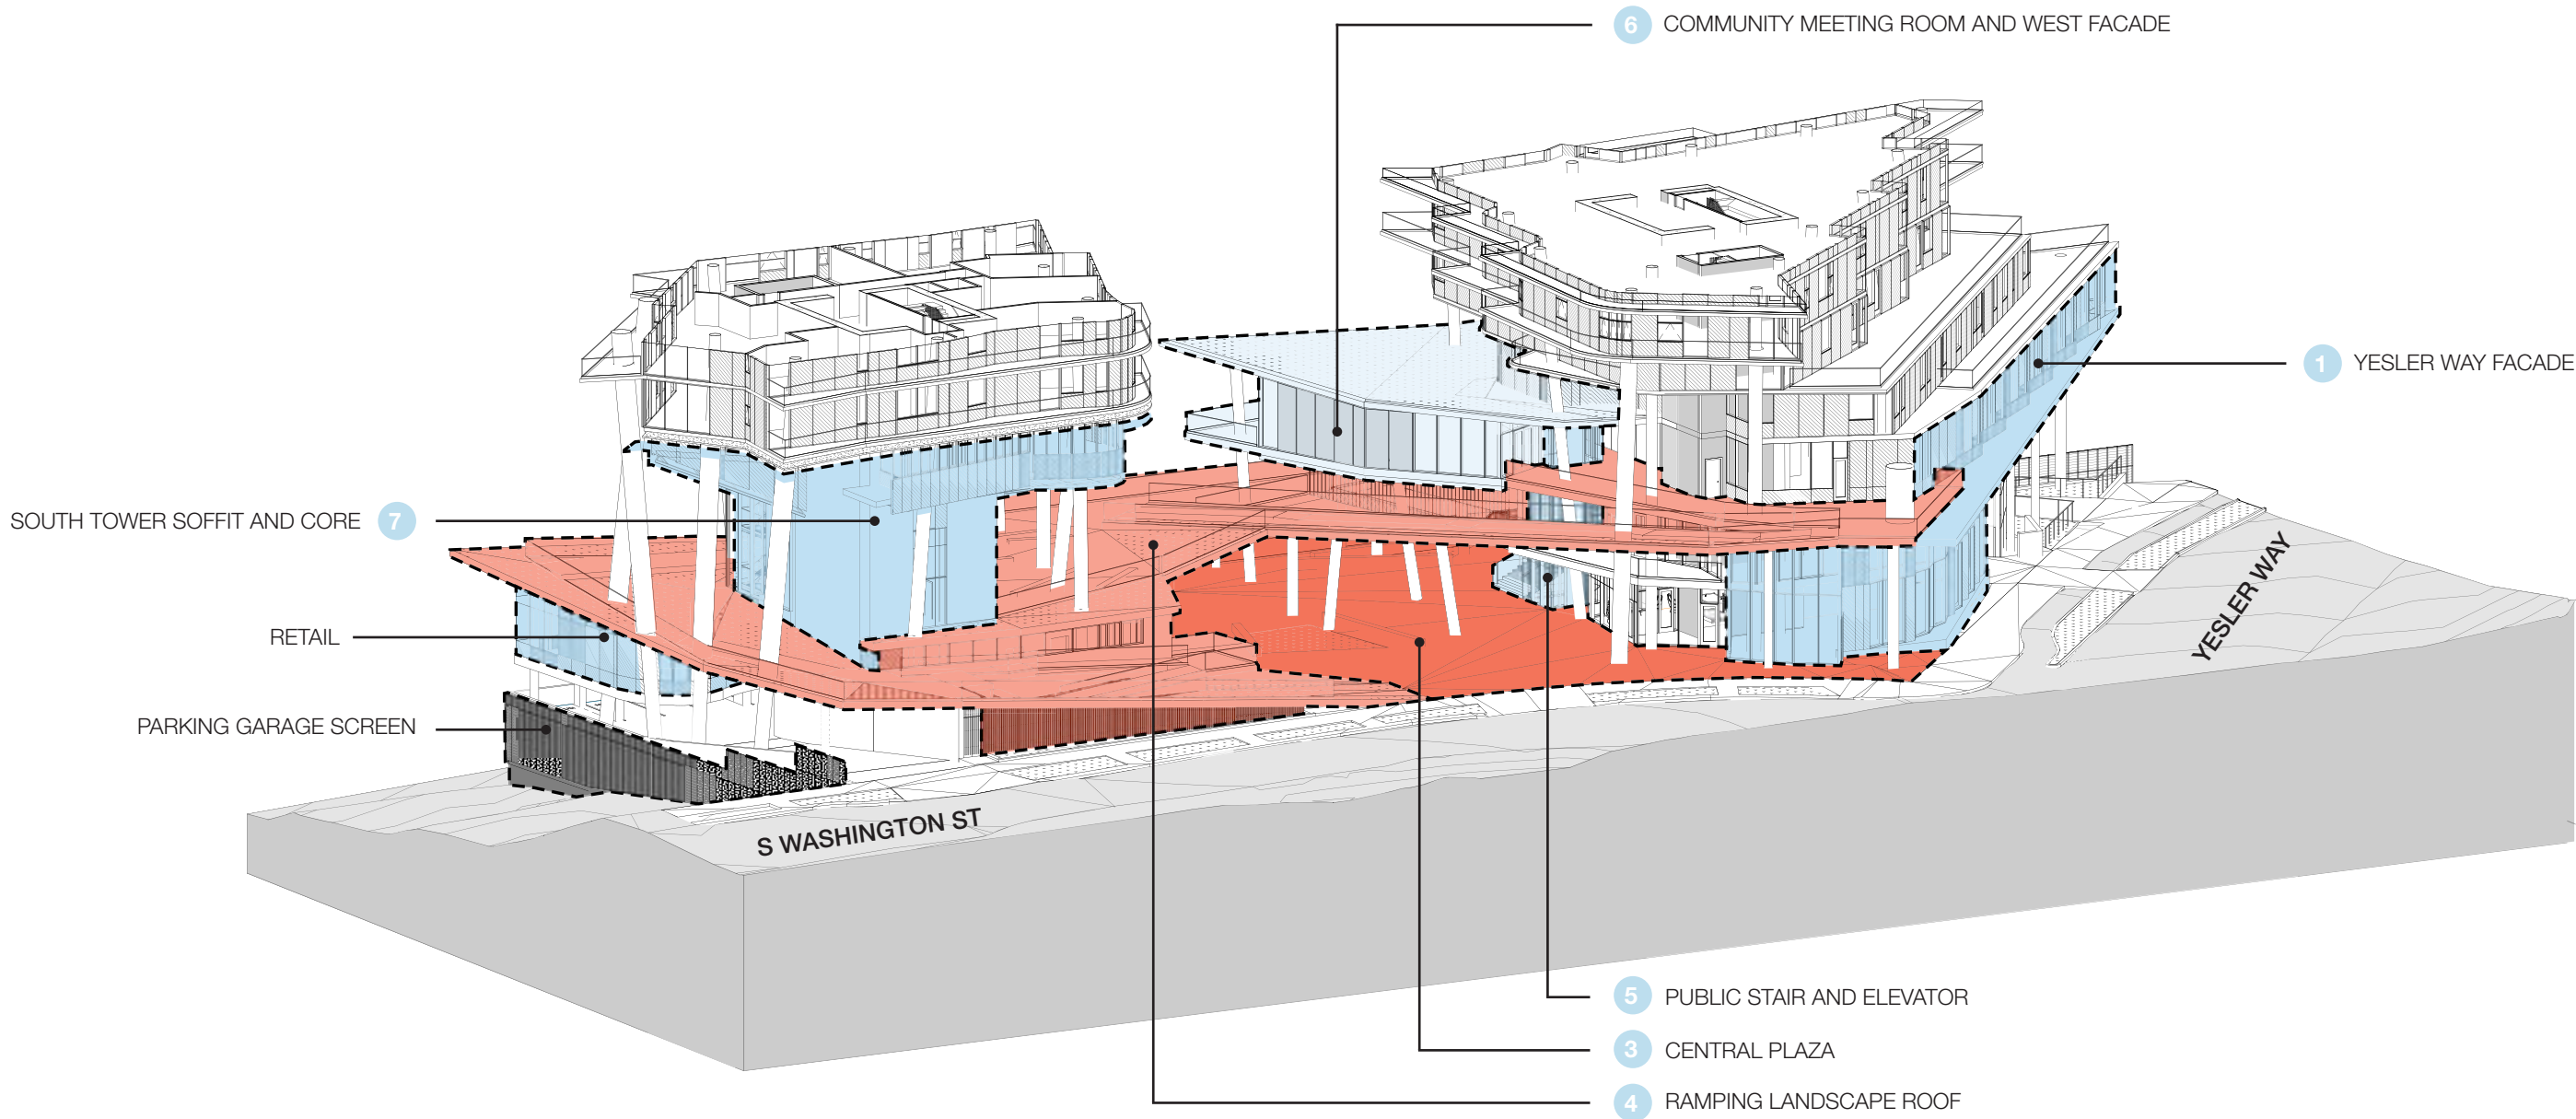 6 COMMUNITY MEETING ROOM AND WEST FACADE
1 YESLER WAY FACADE
SOUTH TOWER SOFFIT AND CORE 7
RETAIL
YESLER WAY
PARKING GARAGE SCREEN
S WASHINGTON ST
5 PUBLIC STAIR AND ELEVATOR
3 CENTRAL PLAZA
4 RAMPING LANDSCAPE ROOF